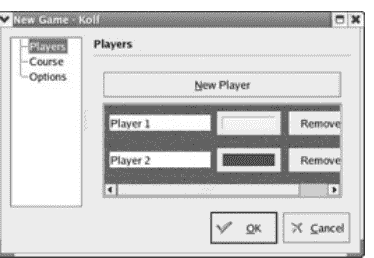 New Game - Kolf
Players
Course
Options
Players
New Player
Player 1
Remove
Player 2
Remove
OK
Cancel